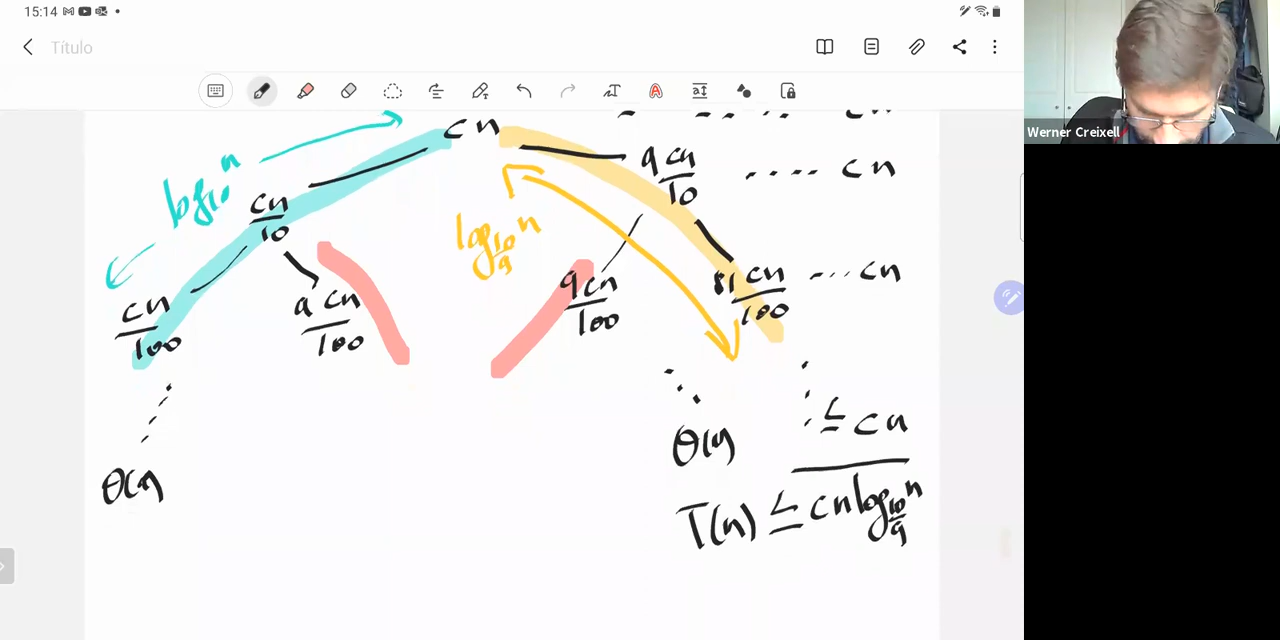 15:14
Título
cn
cn
log₁₀ n
cn/10
9cn/10 .... cn
log₁₀/₉ n
cn/100
9cn/100
9cn/100
81cn/100 ... cn
≤ cn
θ(1)
θ(1)
T(n) ≤ cn log₁₀/₉ n
Werner Creixell